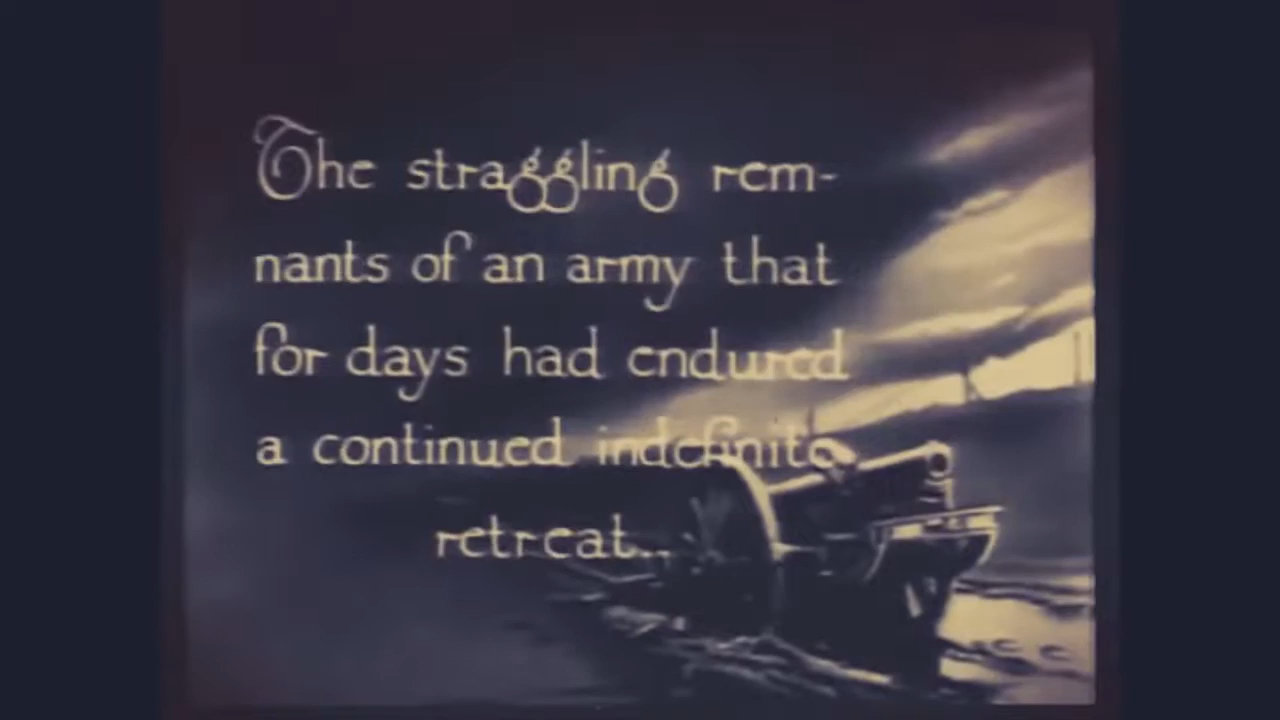 The straggling rem-
nants of an army that
for days had endured
a continued indefinite
retreat...